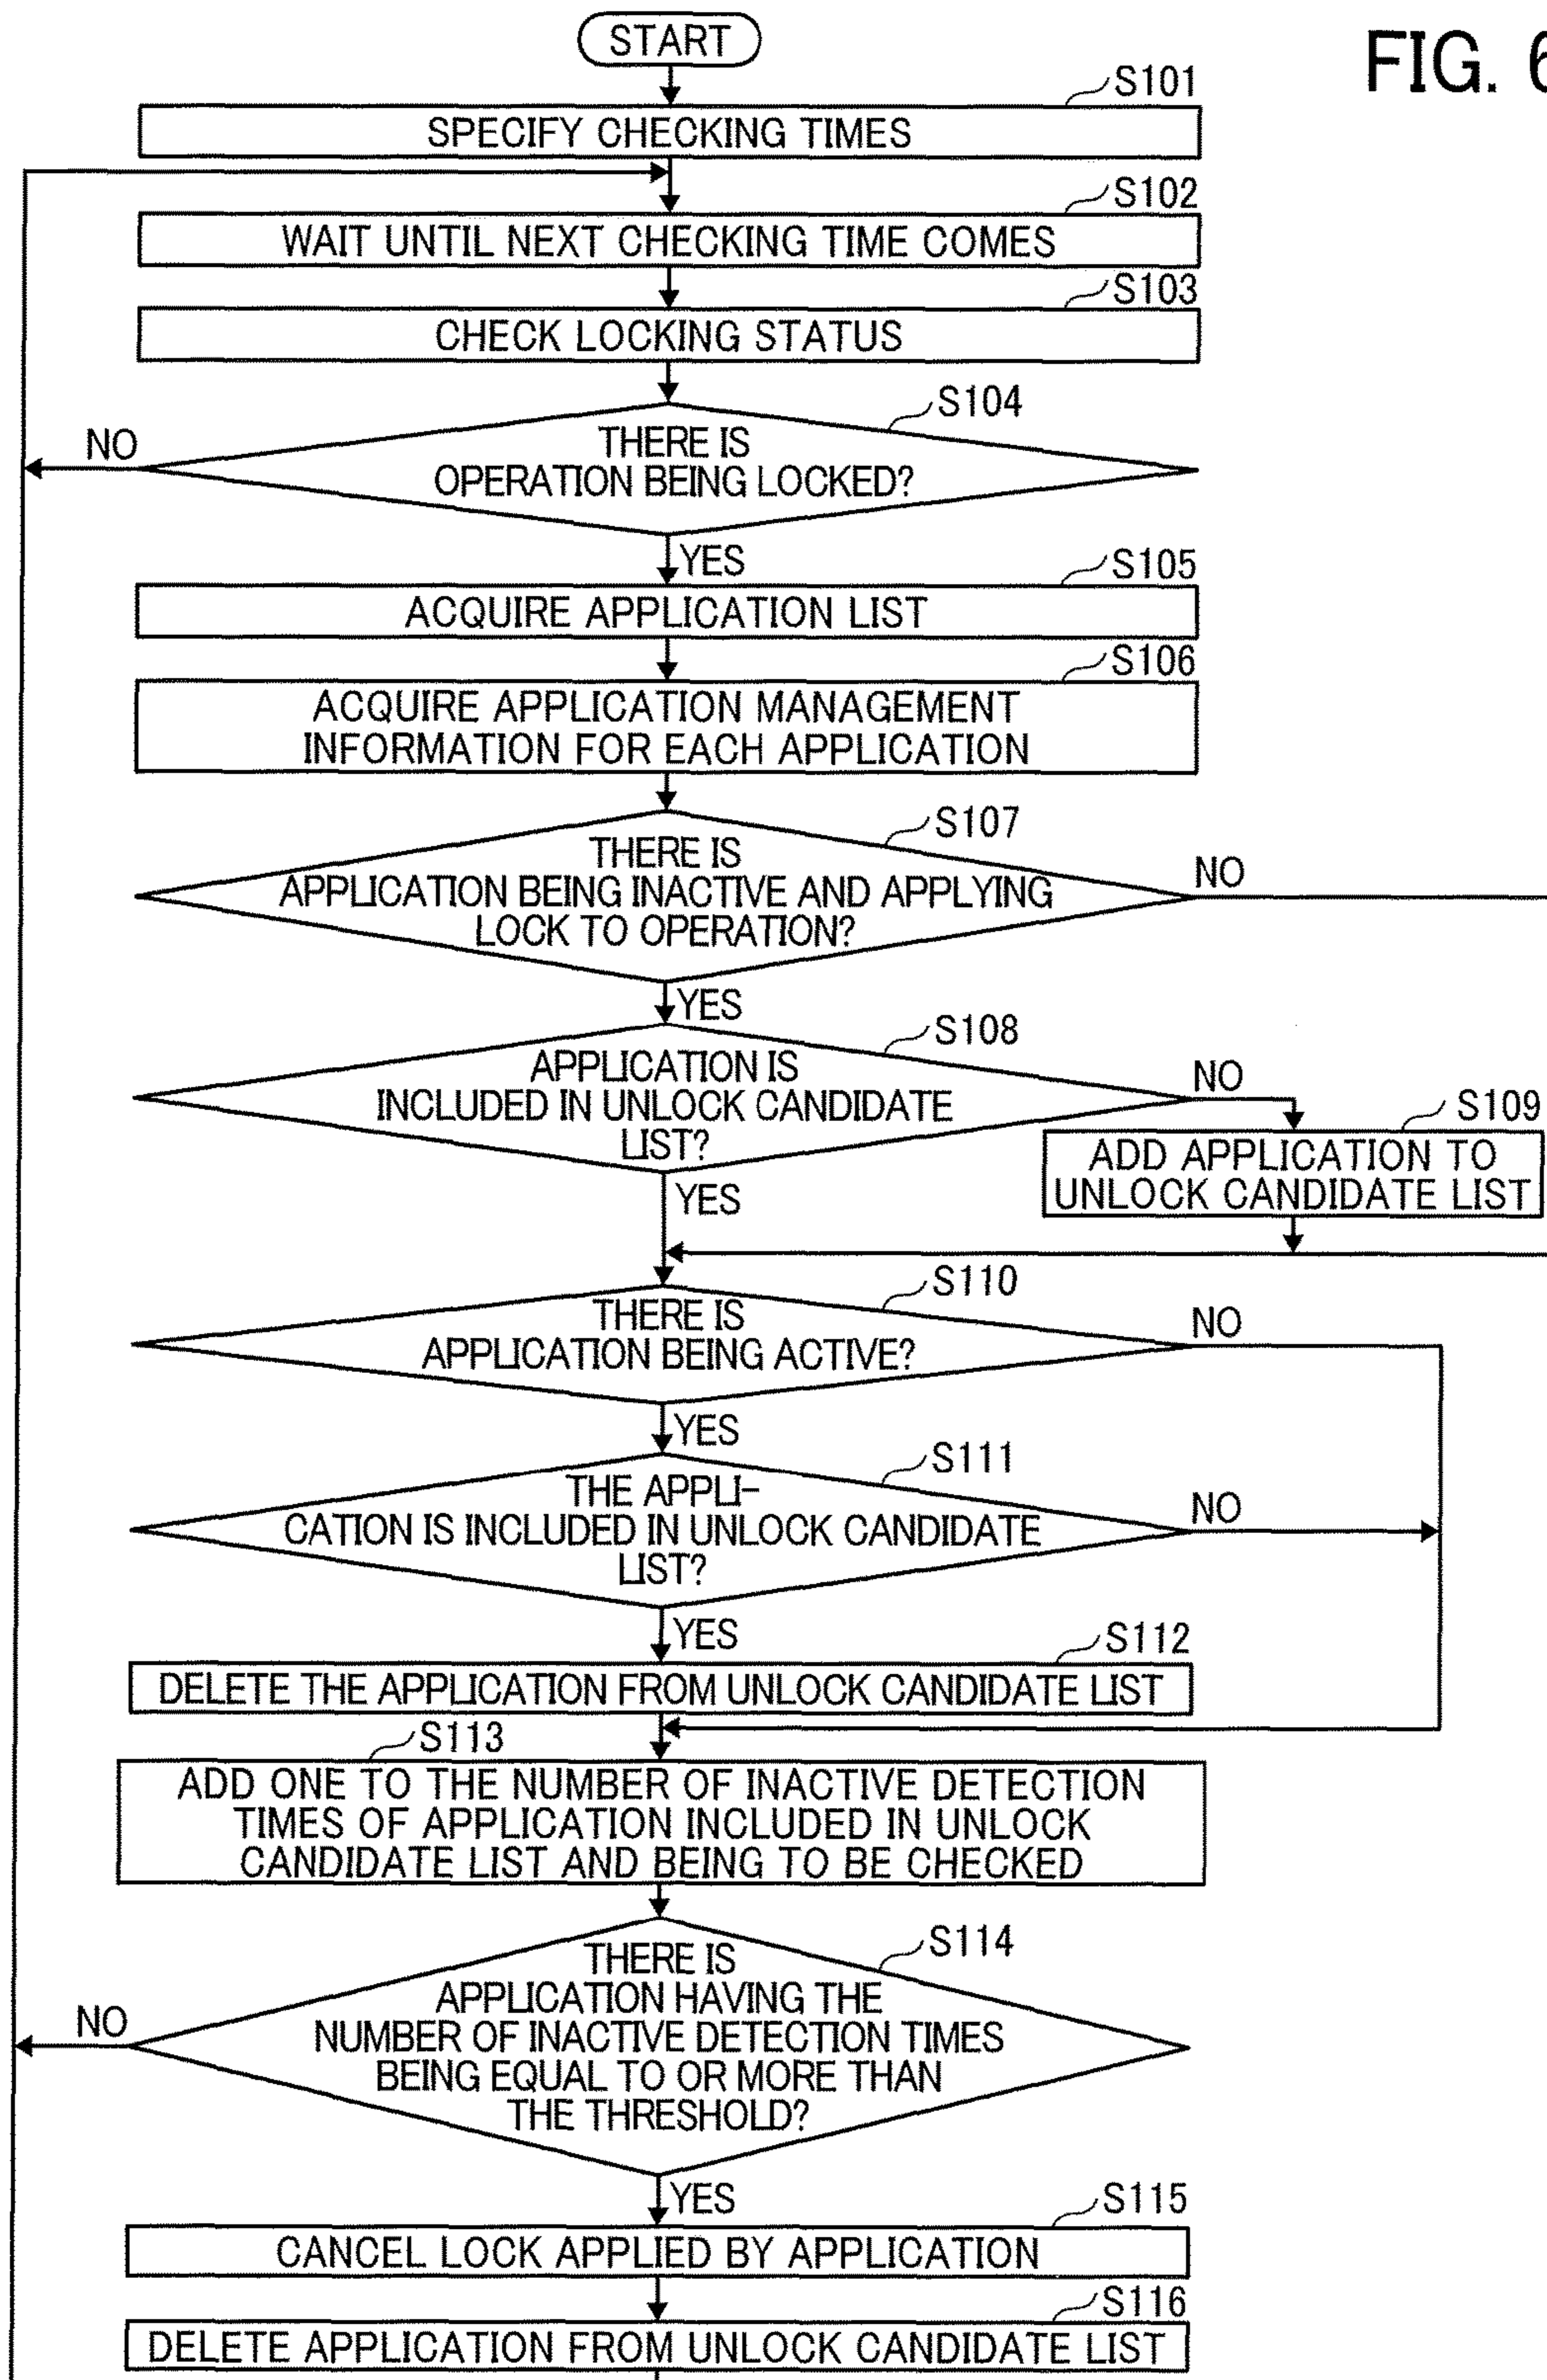 START
FIG. 6
S101
SPECIFY CHECKING TIMES
S102
WAIT UNTIL NEXT CHECKING TIME COMES
S103
CHECK LOCKING STATUS
S104
THERE IS
OPERATION BEING LOCKED?
NO
YES
S105
ACQUIRE APPLICATION LIST
S106
ACQUIRE APPLICATION MANAGEMENT
INFORMATION FOR EACH APPLICATION
S107
THERE IS
APPLICATION BEING INACTIVE AND APPLYING
LOCK TO OPERATION?
NO
YES
S108
APPLICATION IS
INCLUDED IN UNLOCK CANDIDATE
LIST?
NO
YES
S109
ADD APPLICATION TO
UNLOCK CANDIDATE LIST
S110
THERE IS
APPLICATION BEING ACTIVE?
NO
YES
S111
THE APPLI-
CATION IS INCLUDED IN UNLOCK CANDIDATE
LIST?
NO
YES
S112
DELETE THE APPLICATION FROM UNLOCK CANDIDATE LIST
S113
ADD ONE TO THE NUMBER OF INACTIVE DETECTION
TIMES OF APPLICATION INCLUDED IN UNLOCK
CANDIDATE LIST AND BEING TO BE CHECKED
S114
THERE IS
APPLICATION HAVING THE
NUMBER OF INACTIVE DETECTION TIMES
BEING EQUAL TO OR MORE THAN
THE THRESHOLD?
NO
YES
S115
CANCEL LOCK APPLIED BY APPLICATION
S116
DELETE APPLICATION FROM UNLOCK CANDIDATE LIST